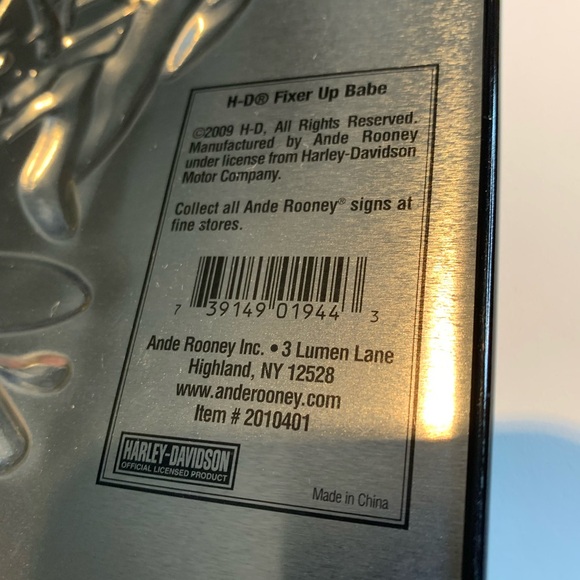 H-D® Fixer Up Babe
©2009 H-D, All Rights Reserved.
Manufactured by Ande Rooney
under license from Harley-Davidson
Motor Company.
Collect all Ande Rooney® signs at
fine stores.
7 39149 01944 3
Ande Rooney Inc. • 3 Lumen Lane
Highland, NY 12528
www.anderooney.com
Item # 2010401
HARLEY-DAVIDSON
OFFICIAL LICENSED PRODUCT
Made in China